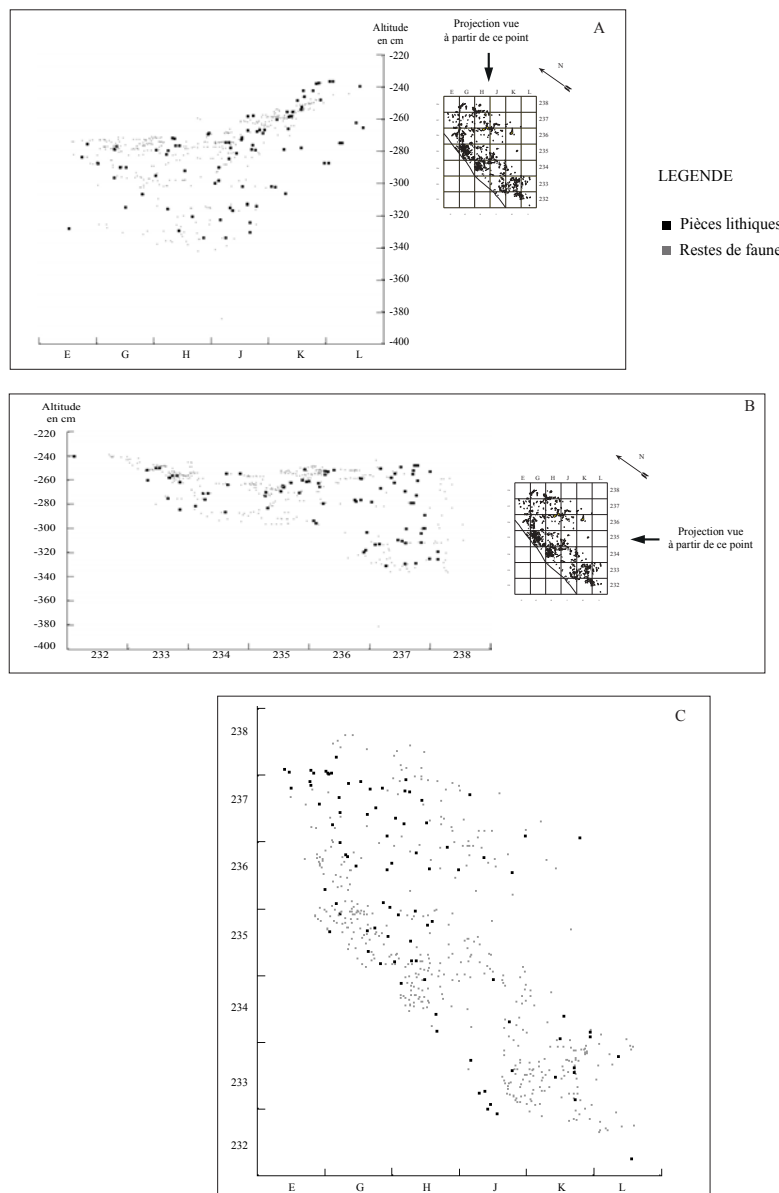 Altitude
en cm
-220
-240
-260
-280
-300
-320
-340
-360
-380
-400
E G H J K L
Projection vue
à partir de ce point
A
N
E G H J K L
238
237
236
235
234
233
232
LEGENDE
Pièces lithiques
Restes de faune
Altitude
en cm
-220
-240
-260
-280
-300
-320
-340
-360
-380
-400
232 233 234 235 236 237 238
B
N
E G H J K L
238
237
236
235
234
233
232
Projection vue
à partir de ce point
C
238
237
236
235
234
233
232
E G H J K L